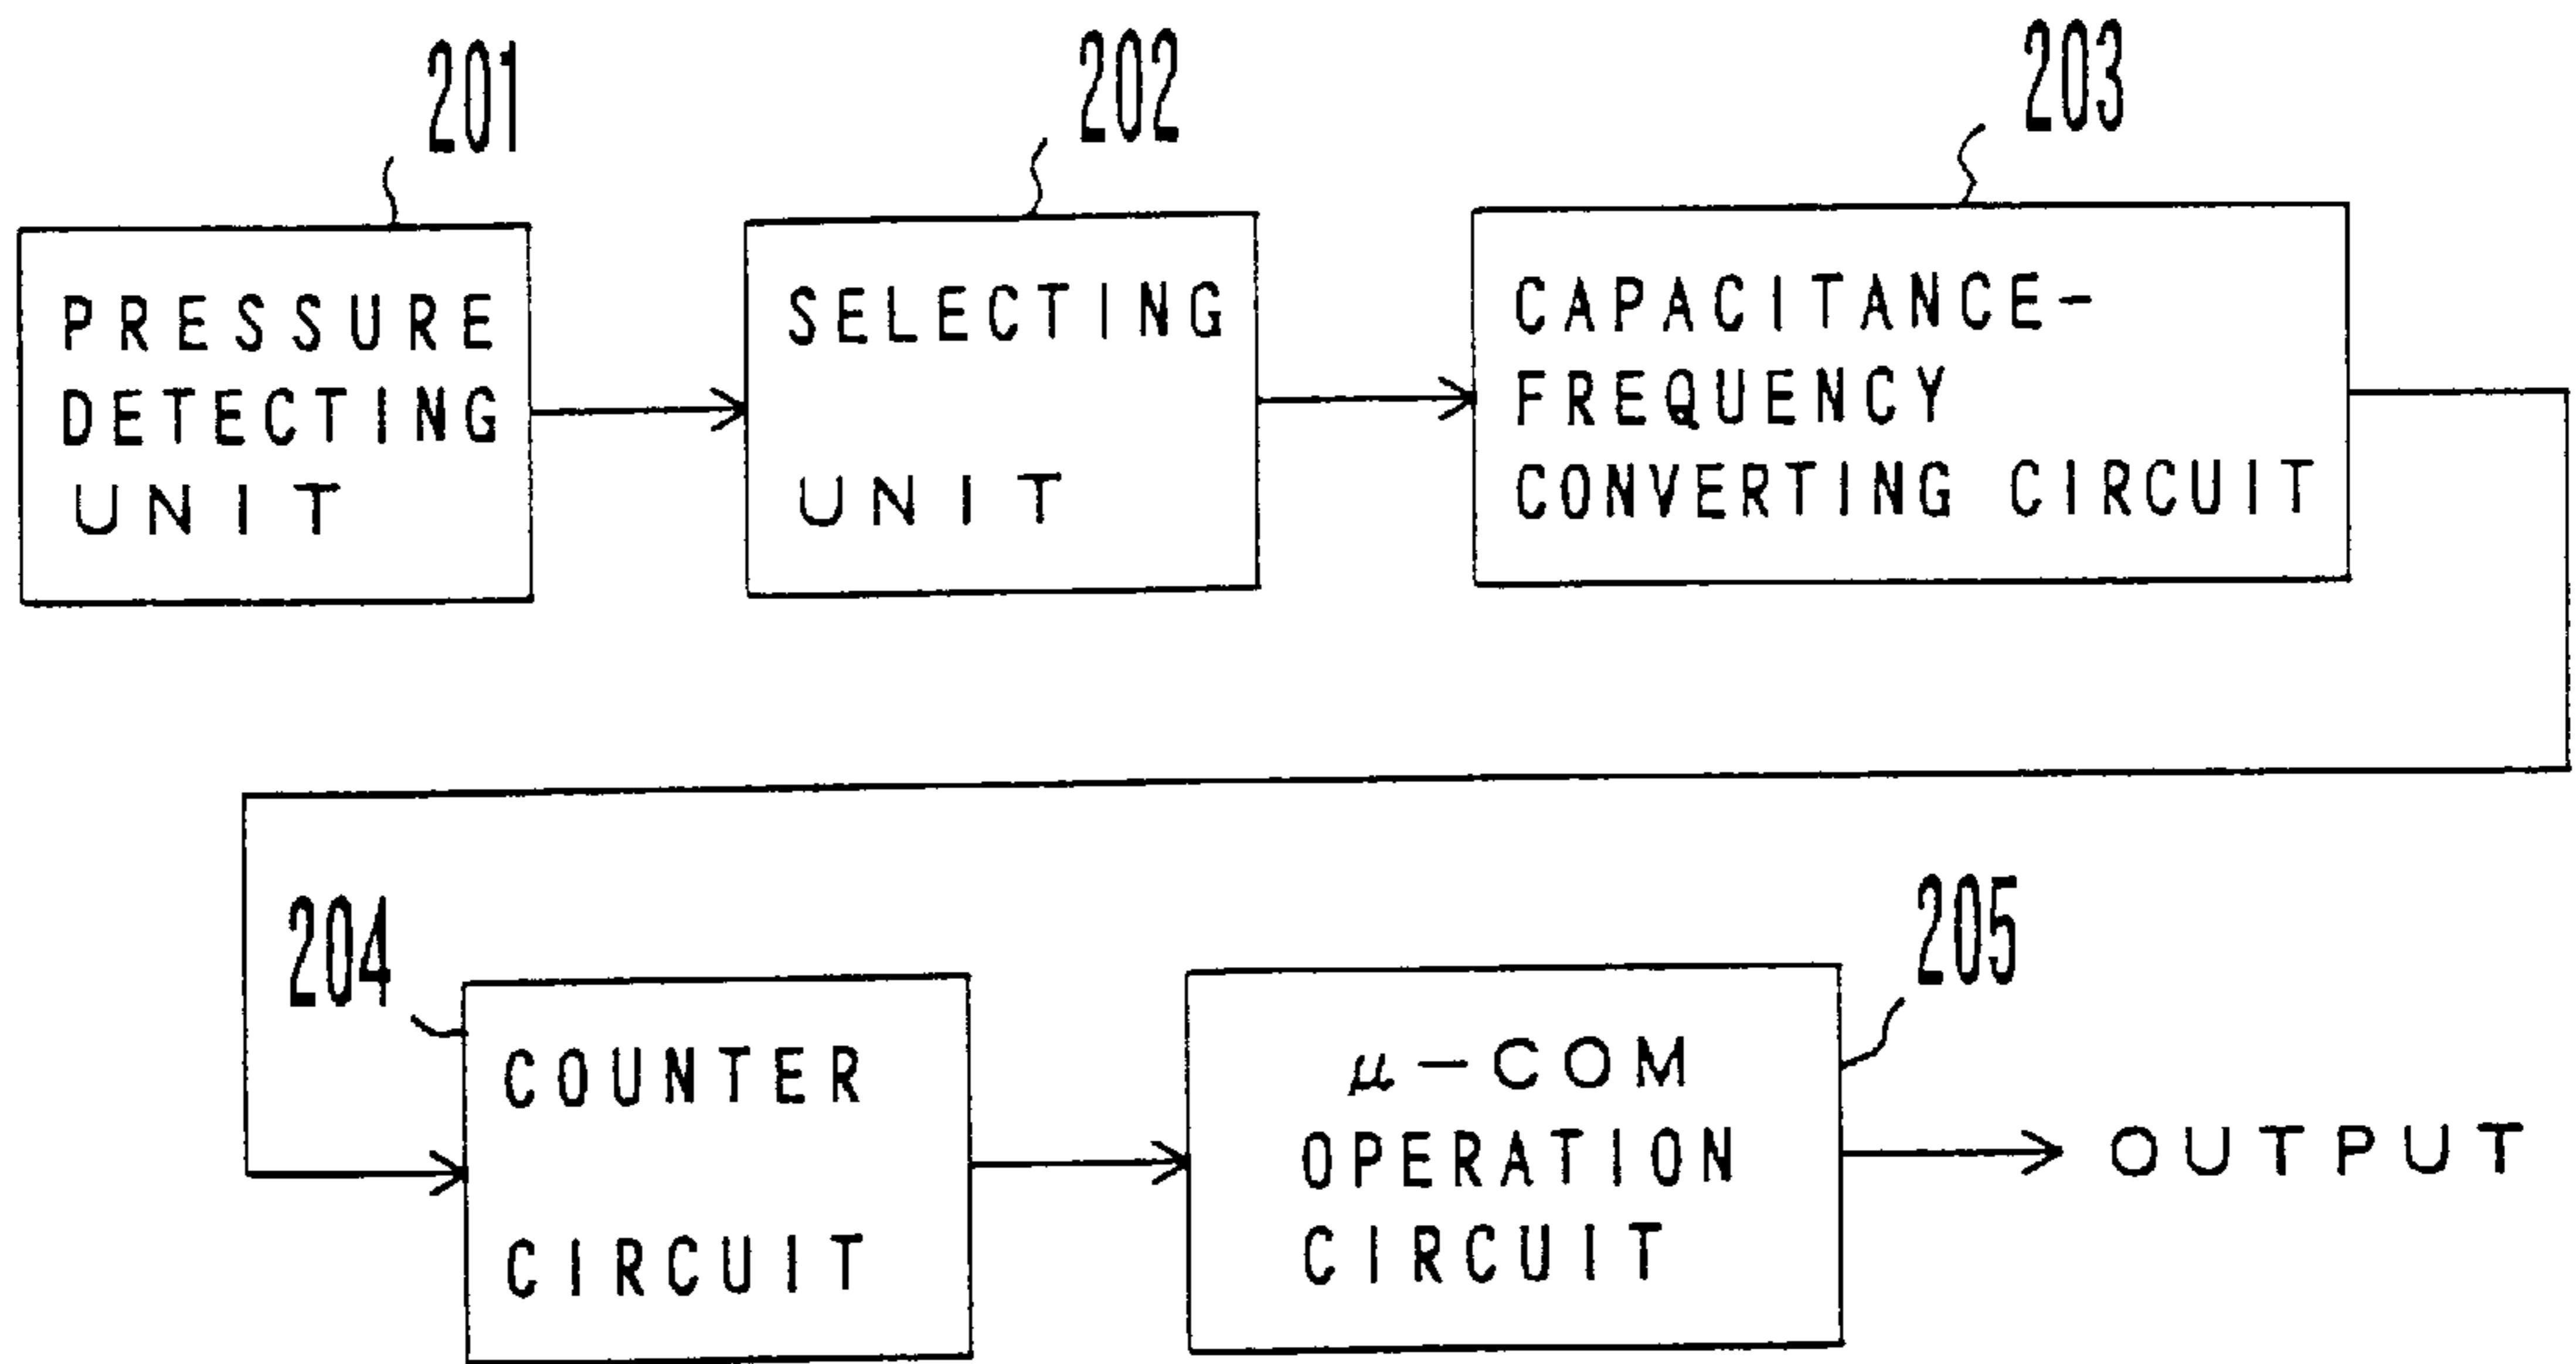 201
202
203
PRESSURE
DETECTING
UNIT
SELECTING
UNIT
CAPACITANCE-
FREQUENCY
CONVERTING CIRCUIT
204
205
COUNTER
CIRCUIT
μ-COM
OPERATION
CIRCUIT
OUTPUT